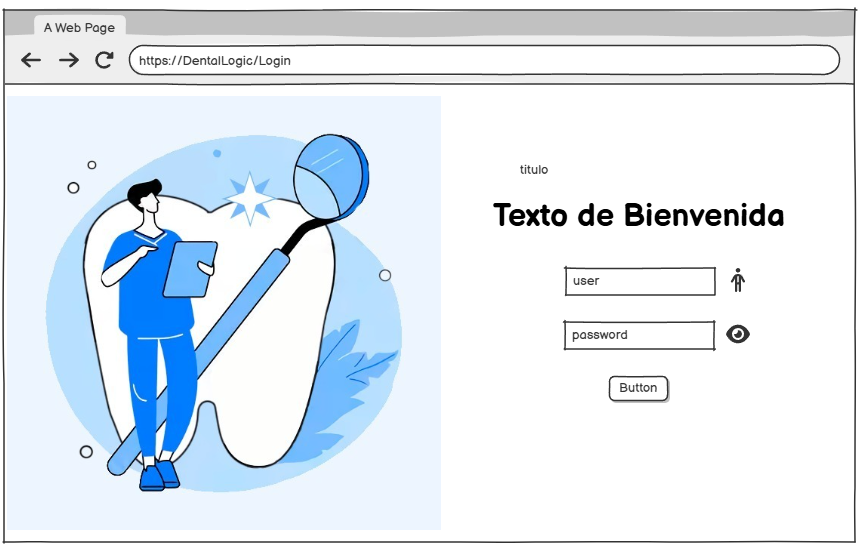 A Web Page
https://DentalLogic/Login
titulo
Texto de Bienvenida
user
password
Button